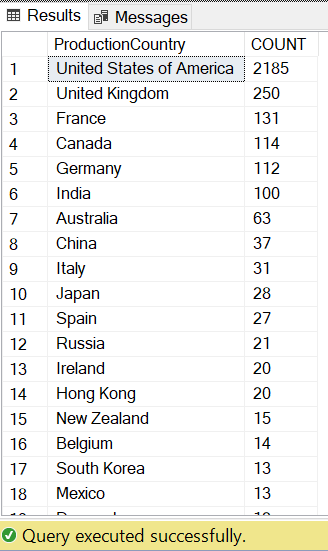 Results Messages
ProductionCountry COUNT
1 United States of America 2185
2 United Kingdom 250
3 France 131
4 Canada 114
5 Germany 112
6 India 100
7 Australia 63
8 China 37
9 Italy 31
10 Japan 28
11 Spain 27
12 Russia 21
13 Ireland 20
14 Hong Kong 20
15 New Zealand 15
16 Belgium 14
17 South Korea 13
18 Mexico 13
Query executed successfully.